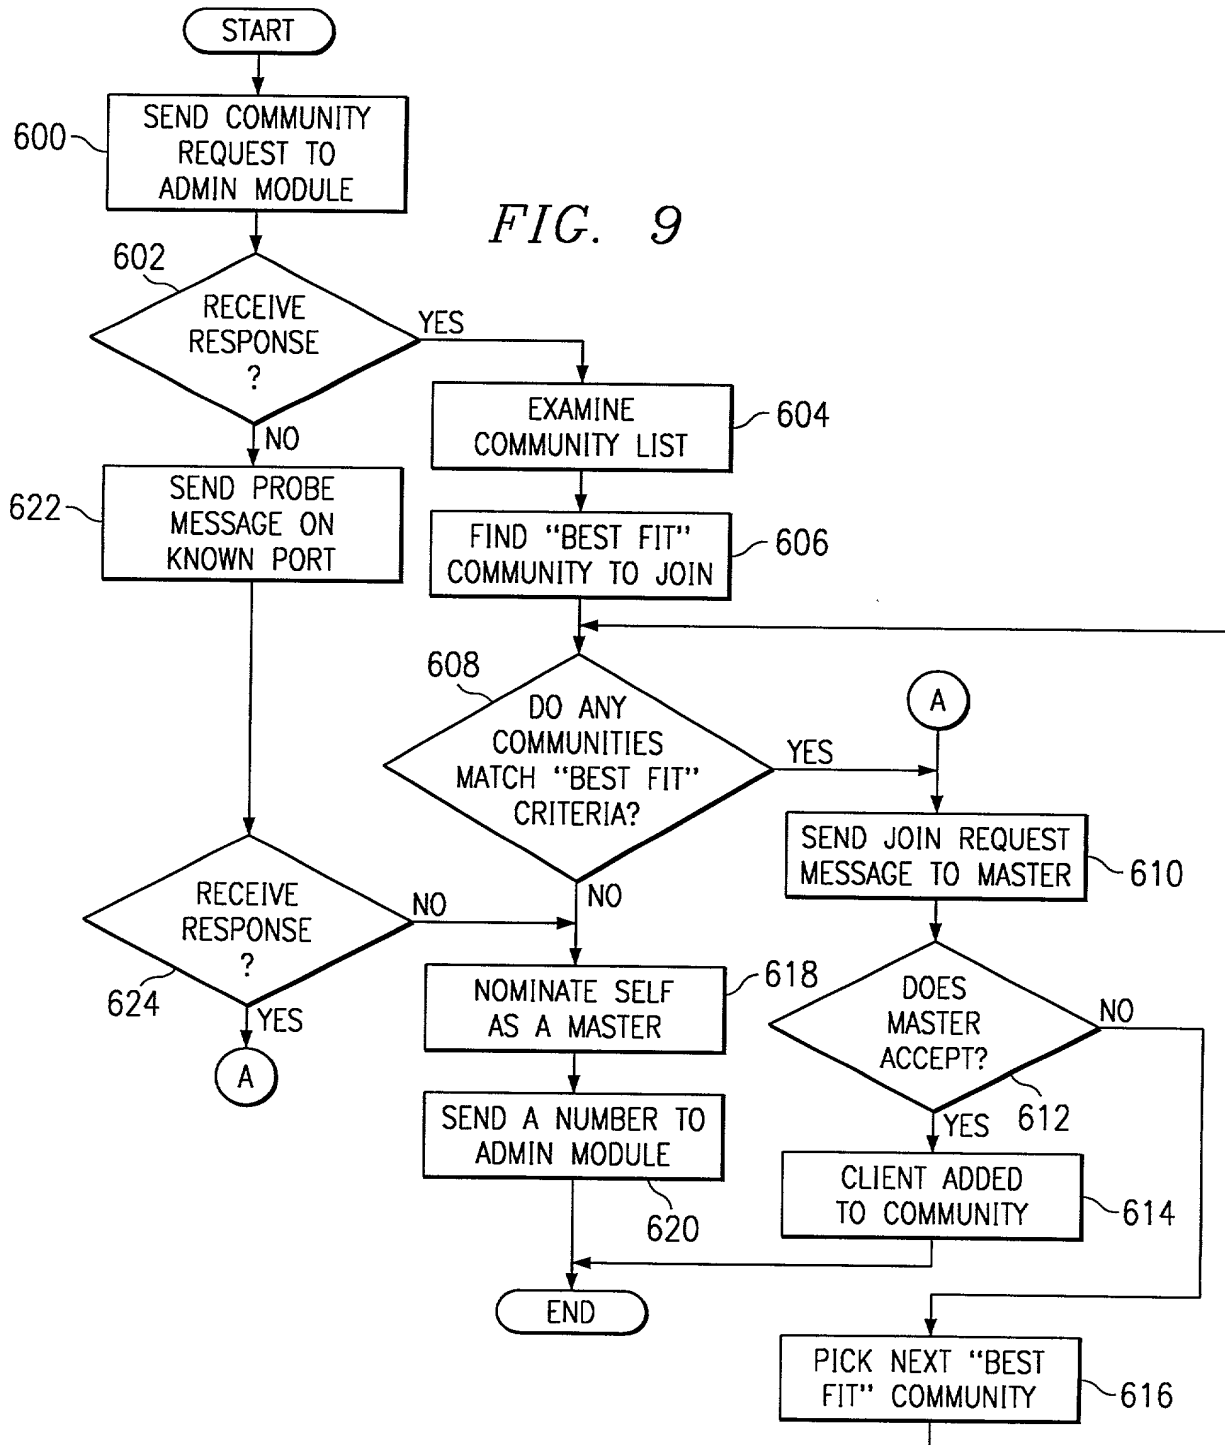 START
SEND COMMUNITY
REQUEST TO
ADMIN MODULE
600
FIG. 9
602
RECEIVE
RESPONSE
?
YES
NO
EXAMINE
COMMUNITY LIST
604
SEND PROBE
MESSAGE ON
KNOWN PORT
622
FIND "BEST FIT"
COMMUNITY TO JOIN
606
608
DO ANY
COMMUNITIES
MATCH "BEST FIT"
CRITERIA?
YES
NO
A
SEND JOIN REQUEST
MESSAGE TO MASTER
610
RECEIVE
RESPONSE
?
NO
624
YES
A
NOMINATE SELF
AS A MASTER
618
DOES
MASTER
ACCEPT?
NO
612
YES
SEND A NUMBER TO
ADMIN MODULE
620
CLIENT ADDED
TO COMMUNITY
614
END
PICK NEXT "BEST
FIT" COMMUNITY
616